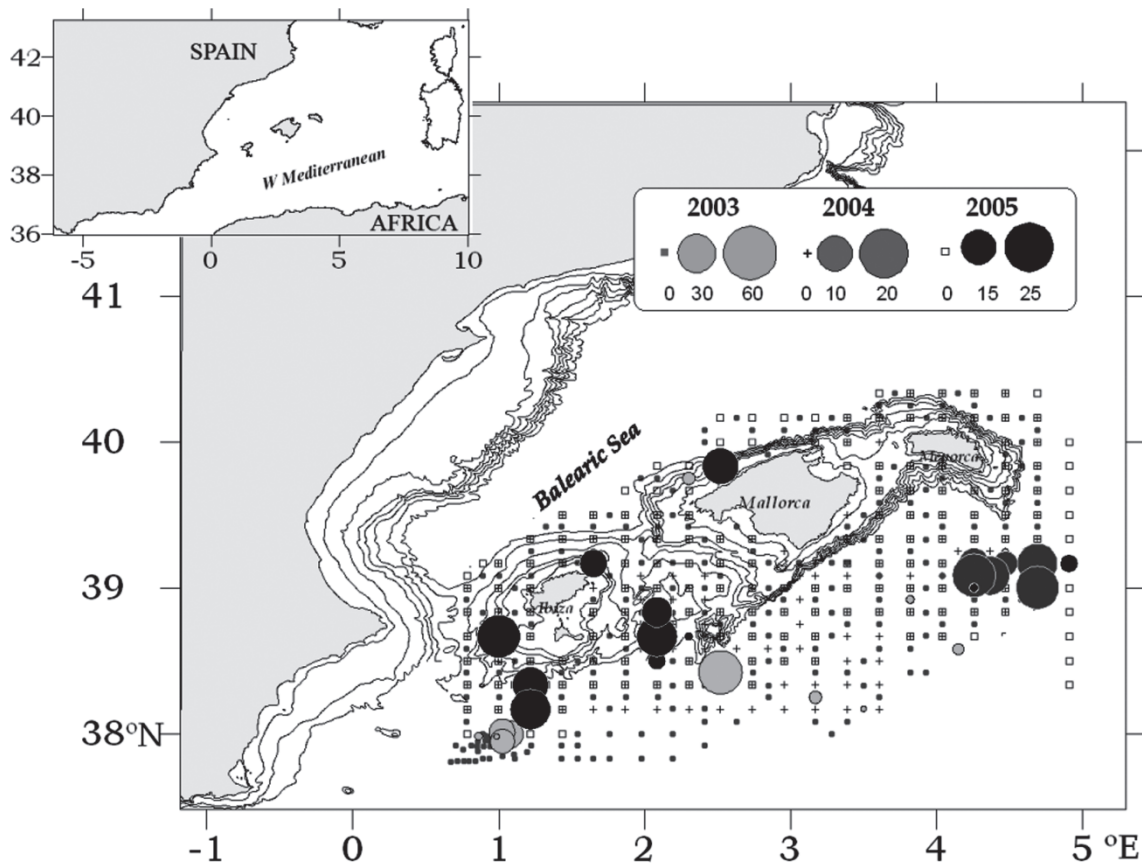 42
40
38
36
SPAIN
W Mediterranean
AFRICA
-5 0 5 10
2003 2004 2005
0 30 60 0 10 20 0 15 25
41
40
39
38ºN
Balearic Sea
Menorca
Mallorca
Ibiza
-1 0 1 2 3 4 5 ºE